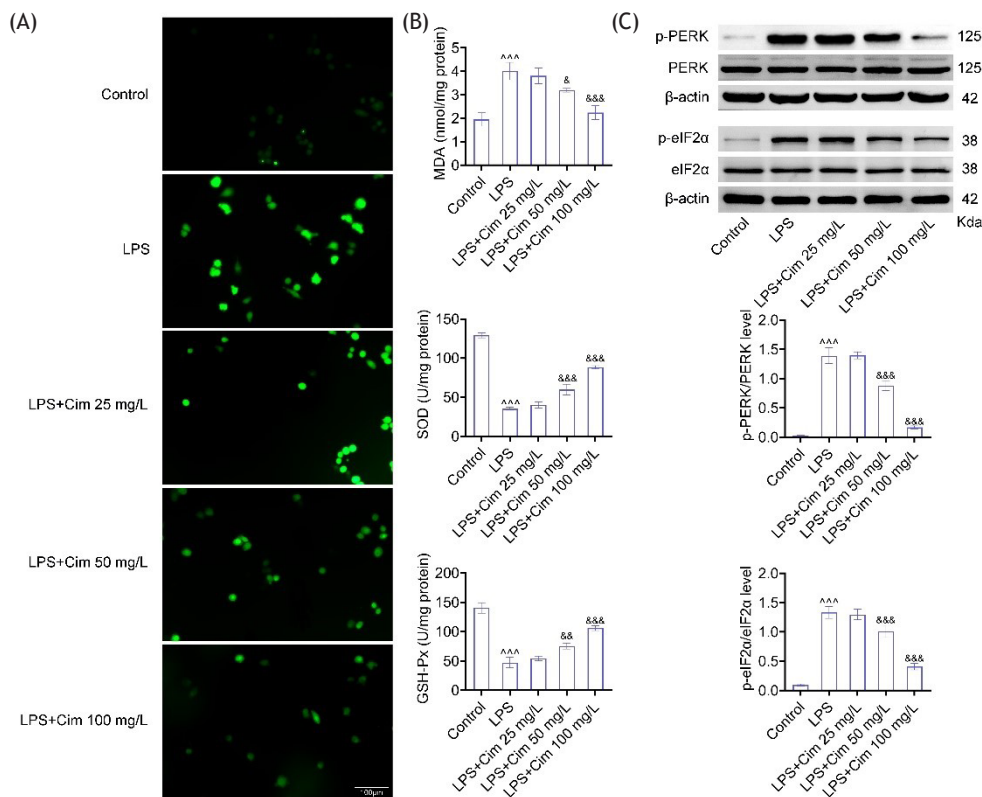 (A)
Control
LPS
LPS+Cim 25 mg/L
LPS+Cim 50 mg/L
LPS+Cim 100 mg/L
100μm
(B)
MDA (nmol/mg protein)
5
4
3
2
1
0
^^^
&
&&&
Control
LPS
LPS+Cim 25 mg/L
LPS+Cim 50 mg/L
LPS+Cim 100 mg/L
SOD (U/mg protein)
150
100
50
0
^^^
&&&
&&&
Control
LPS
LPS+Cim 25 mg/L
LPS+Cim 50 mg/L
LPS+Cim 100 mg/L
GSH-Px (U/mg protein)
200
150
100
50
0
^^^
&&
&&&
Control
LPS
LPS+Cim 25 mg/L
LPS+Cim 50 mg/L
LPS+Cim 100 mg/L
(C)
p-PERK 125
PERK 125
β-actin 42
p-eIF2α 38
eIF2α 38
β-actin 42
Kda
Control
LPS
LPS+Cim 25 mg/L
LPS+Cim 50 mg/L
LPS+Cim 100 mg/L
p-PERK/PERK level
2.0
1.5
1.0
0.5
0.0
^^^
&&&
&&&
Control
LPS
LPS+Cim 25 mg/L
LPS+Cim 50 mg/L
LPS+Cim 100 mg/L
p-eIF2α/eIF2α level
2.0
1.5
1.0
0.5
0.0
^^^
&&&
&&&
Control
LPS
LPS+Cim 25 mg/L
LPS+Cim 50 mg/L
LPS+Cim 100 mg/L